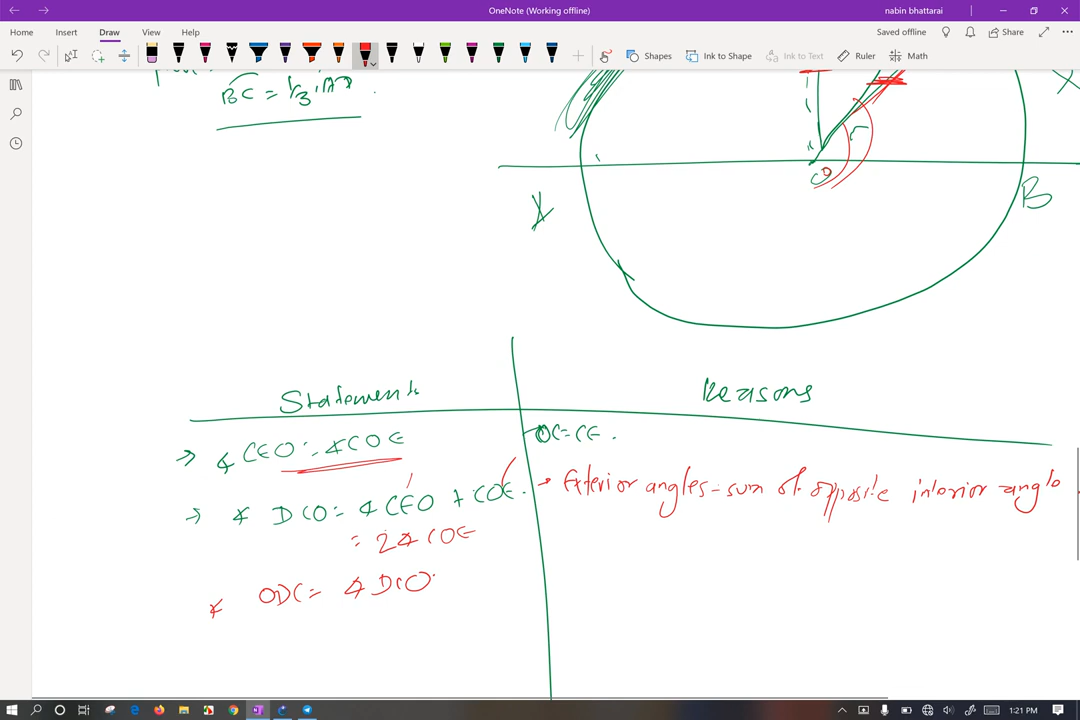 OneNote (Working offline)
nabin bhattarai
Home Insert Draw View Help
Saved offline
Share
Shapes
Ink to Shape
Ink to Text
Ruler
Math
BC = 1/3
r
X
B
Statements
Reasons
→ ∡ CEO = ∡COE
OC=CE.
→ ∡ DCO = ∡CEO + COE.
→ Exterior angles = sum of opposite interior angle
= 2∡COE
∡ ODC = ∡DCO
1:21 PM